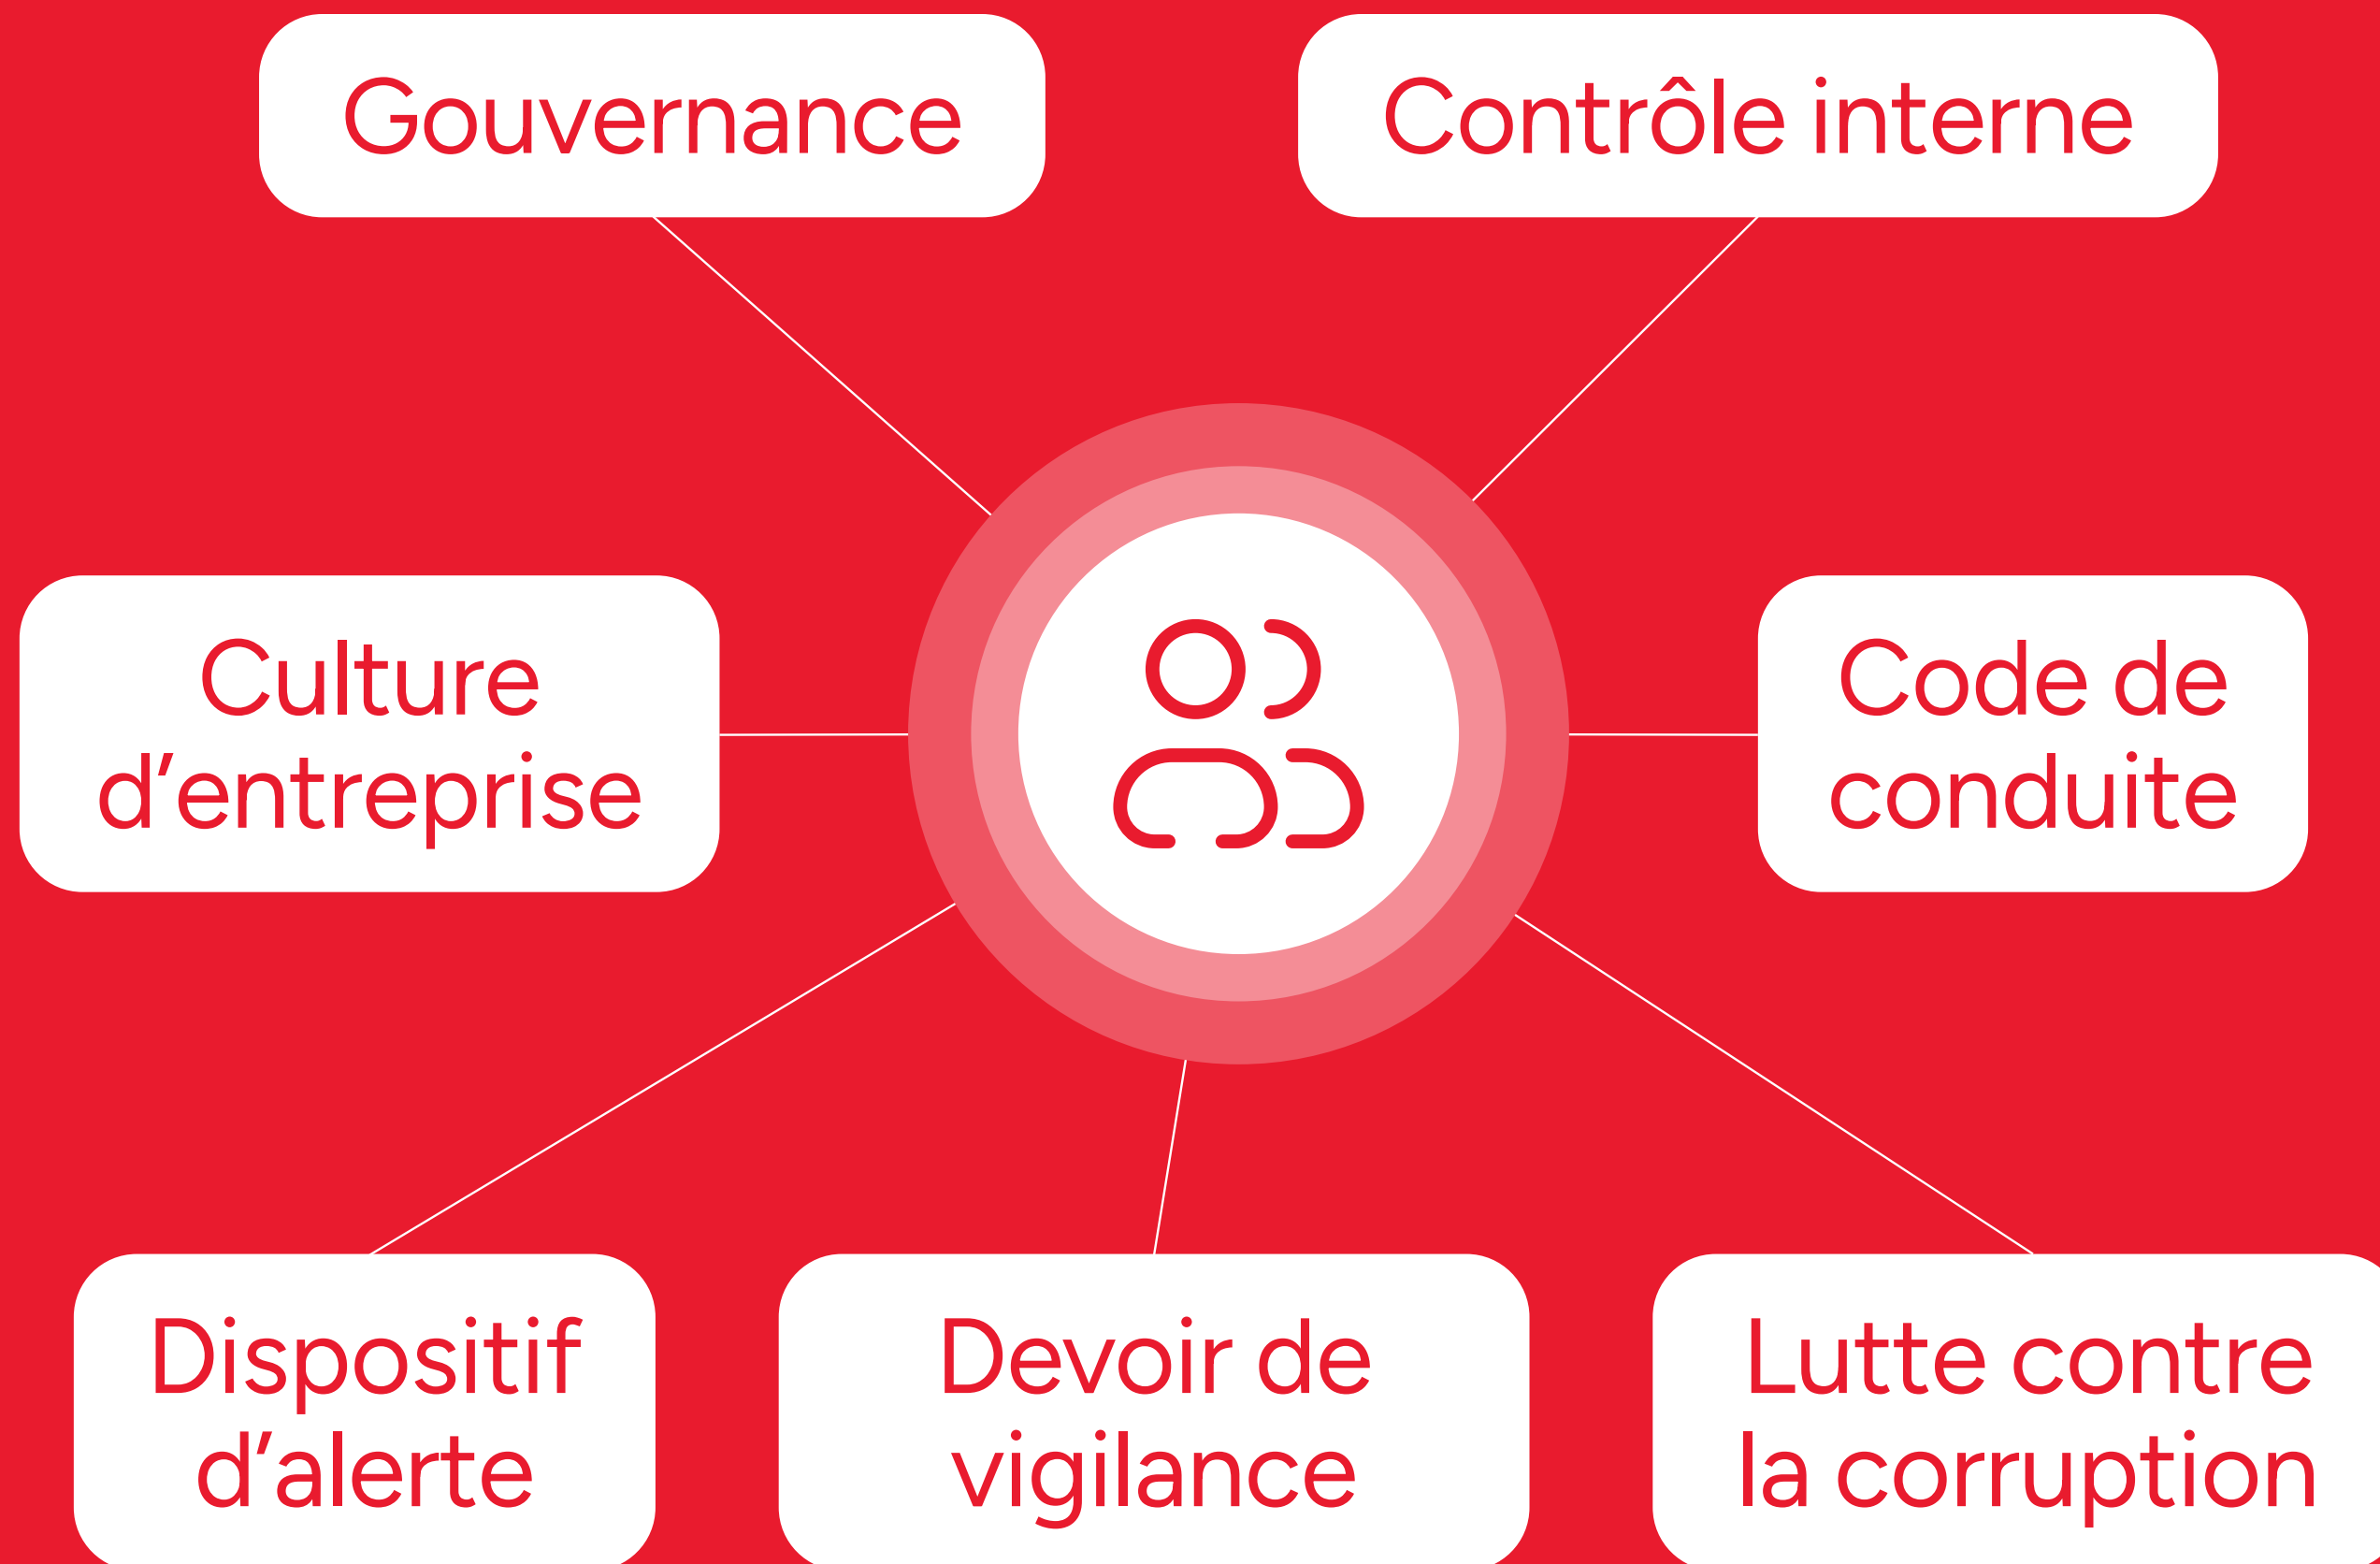 Gouvernance
Contrôle interne
Culture
d’entreprise
Code de
conduite
Dispositif
d’alerte
Devoir de
vigilance
Lutte contre
la corruption